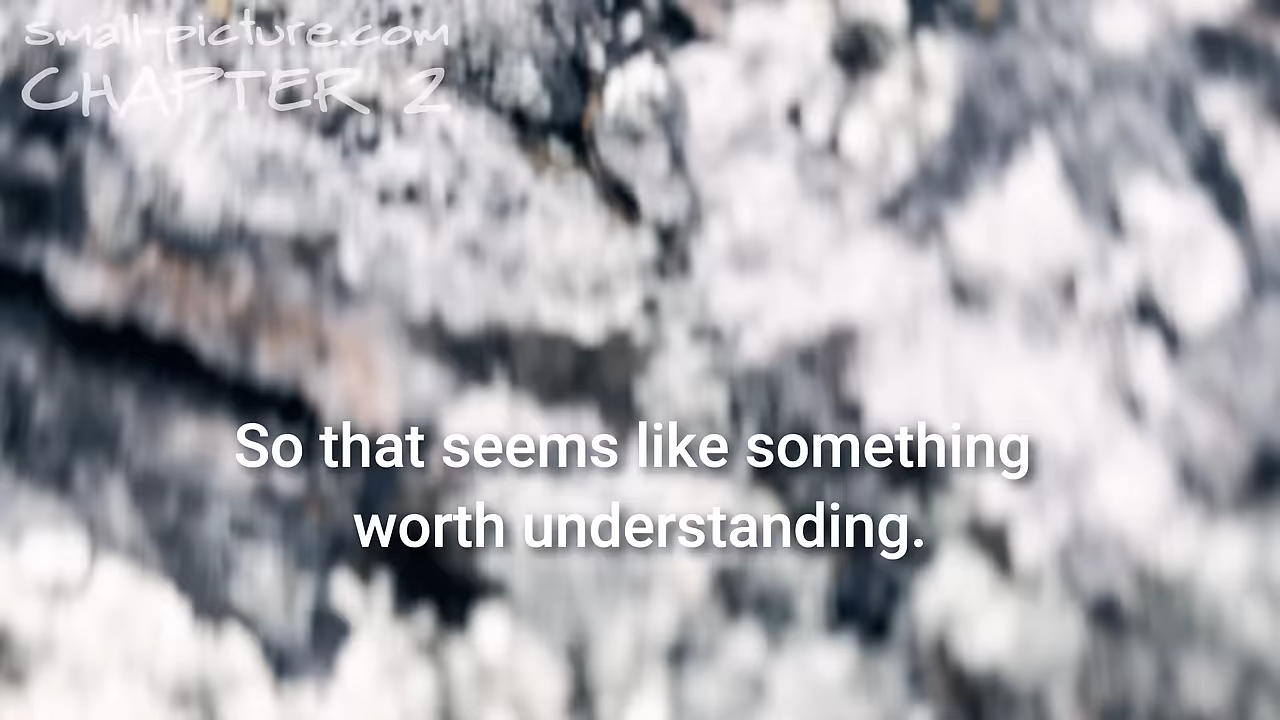 small-picture.com
CHAPTER 2
So that seems like something
worth understanding.